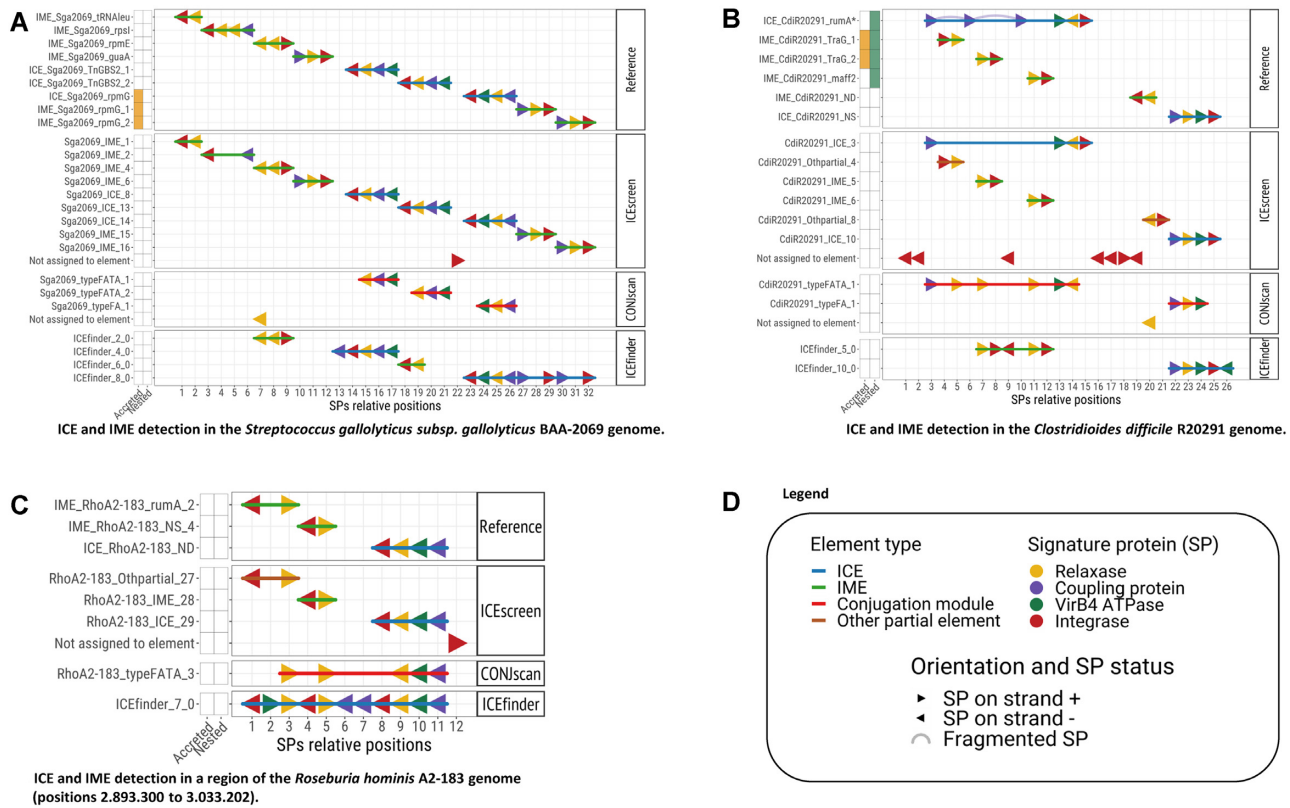 A
IME_Sga2069_tRNAleu
IME_Sga2069_rpsI
IME_Sga2069_rpmE
IME_Sga2069_guaA
ICE_Sga2069_TnGBS2_1
ICE_Sga2069_TnGBS2_2
ICE_Sga2069_rpmG
IME_Sga2069_rpmG_1
IME_Sga2069_rpmG_2
Reference
Sga2069_IME_1
Sga2069_IME_2
Sga2069_IME_4
Sga2069_IME_6
Sga2069_ICE_8
Sga2069_ICE_13
Sga2069_ICE_14
Sga2069_IME_15
Sga2069_IME_16
Not assigned to element
ICEscreen
Sga2069_typeFATA_1
Sga2069_typeFATA_2
Sga2069_typeFA_1
Not assigned to element
CONJscan
ICEfinder_2_0
ICEfinder_4_0
ICEfinder_6_0
ICEfinder_8_0
ICEfinder
1 2 3 4 5 6 7 8 9 10 11 12 13 14 15 16 17 18 19 20 21 22 23 24 25 26 27 28 29 30 31 32
Accreted
Nested
SPs relative positions
ICE and IME detection in the Streptococcus gallolyticus subsp. gallolyticus BAA-2069 genome.
B
ICE_CdiR20291_rumA*
IME_CdiR20291_TraG_1
IME_CdiR20291_TraG_2
IME_CdiR20291_maff2
IME_CdiR20291_ND
ICE_CdiR20291_NS
Reference
CdiR20291_ICE_3
CdiR20291_Othpartial_4
CdiR20291_IME_5
CdiR20291_IME_6
CdiR20291_Othpartial_8
CdiR20291_ICE_10
Not assigned to element
ICEscreen
CdiR20291_typeFATA_1
CdiR20291_typeFA_1
Not assigned to element
CONJscan
ICEfinder_5_0
ICEfinder_10_0
ICEfinder
1 2 3 4 5 6 7 8 9 10 11 12 13 14 15 16 17 18 19 20 21 22 23 24 25 26
Accreted
Nested
SPs relative positions
ICE and IME detection in the Clostridioides difficile R20291 genome.
C
IME_RhoA2-183_rumA_2
IME_RhoA2-183_NS_4
ICE_RhoA2-183_ND
Reference
RhoA2-183_Othpartial_27
RhoA2-183_IME_28
RhoA2-183_ICE_29
Not assigned to element
ICEscreen
RhoA2-183_typeFATA_3
CONJscan
ICEfinder_7_0
ICEfinder
1 2 3 4 5 6 7 8 9 10 11 12
Accreted
Nested
SPs relative positions
ICE and IME detection in a region of the Roseburia hominis A2-183 genome
(positions 2.893.300 to 3.033.202).
D
Legend
Element type
ICE
IME
Conjugation module
Other partial element
Signature protein (SP)
Relaxase
Coupling protein
VirB4 ATPase
Integrase
Orientation and SP status
SP on strand +
SP on strand -
Fragmented SP